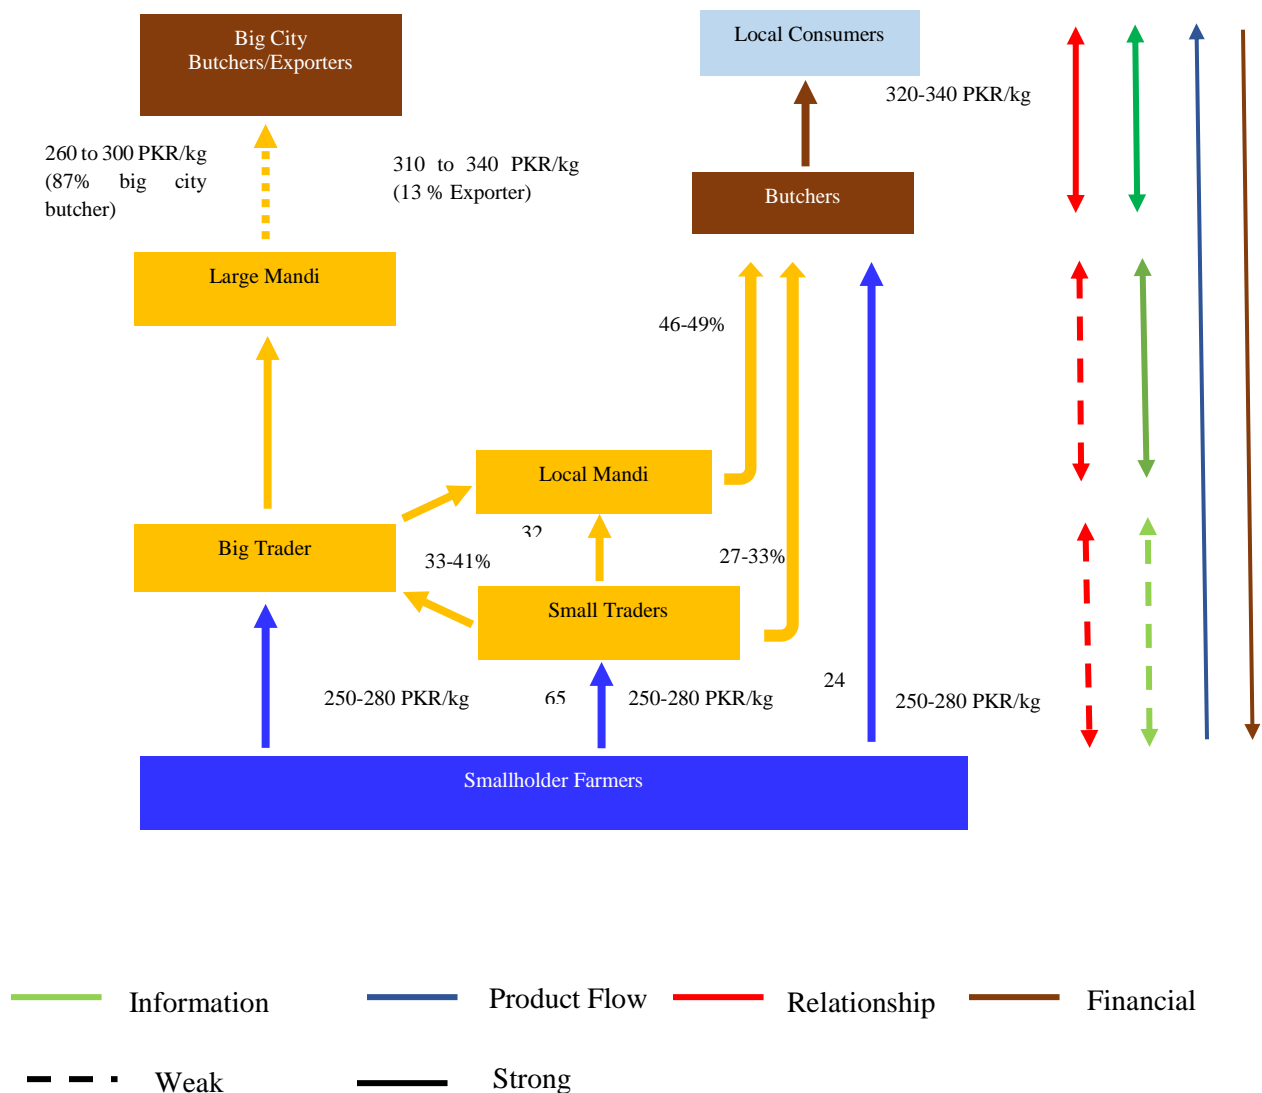 Big City
Butchers/Exporters
Local Consumers
320-340 PKR/kg
260 to 300 PKR/kg
(87% big city
butcher)
310 to 340 PKR/kg
(13 % Exporter)
Butchers
Large Mandi
46-49%
Local Mandi
32
Big Trader
33-41%
27-33%
Small Traders
250-280 PKR/kg
65
250-280 PKR/kg
24
250-280 PKR/kg
Smallholder Farmers
Information
Product Flow
Relationship
Financial
Weak
Strong